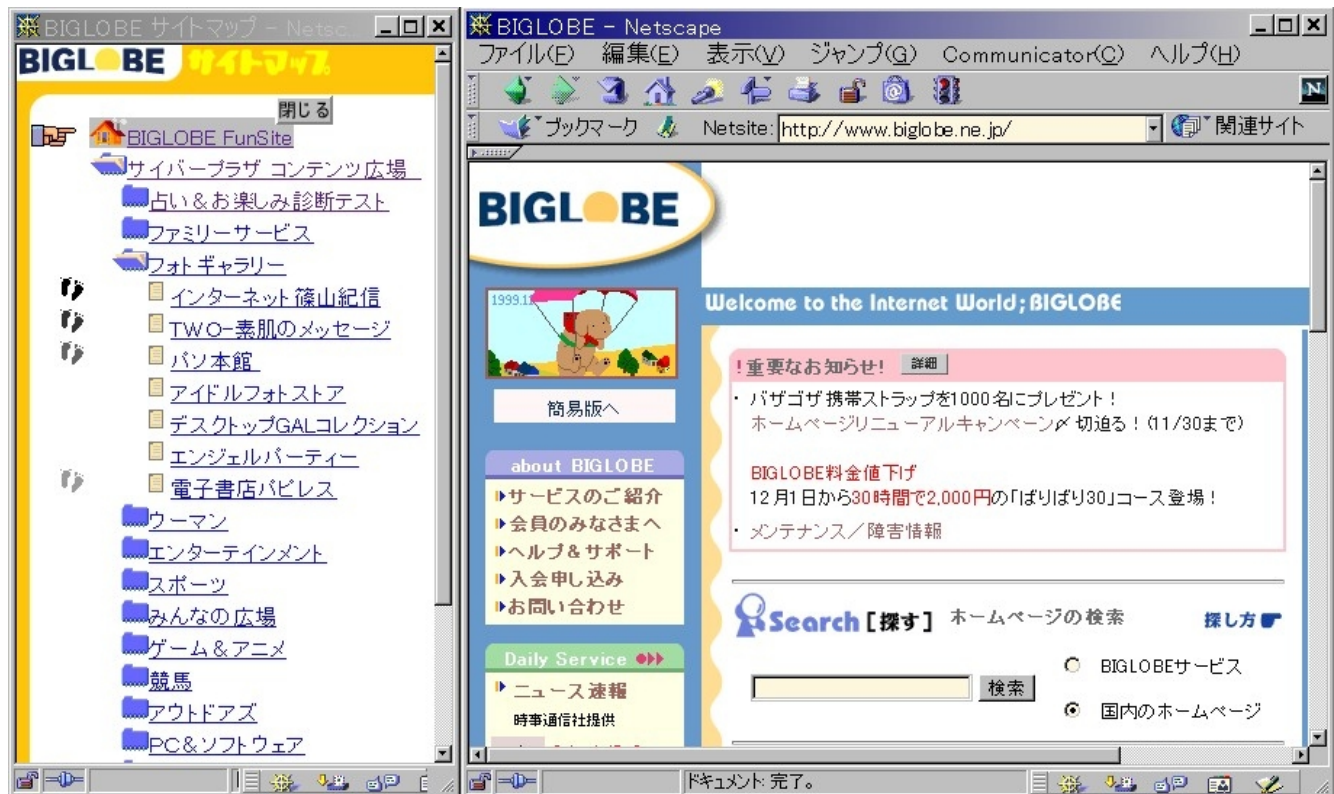 BIGLOBE サイトマップ - Netsc
BIGLOBE サイトマップ
閉じる
BIGLOBE FunSite
サイバープラザ コンテンツ広場
占い＆お楽しみ診断テスト
ファミリーサービス
フォトギャラリー
インターネット篠山紀信
TWO-素肌のメッセージ
パソ本館
アイドルフォトストア
デスクトップGALコレクション
エンジェルパーティー
電子書店パピレス
ウーマン
エンターテインメント
スポーツ
みんなの広場
ゲーム＆アニメ
競馬
アウトドアズ
PC＆ソフトウェア
BIGLOBE - Netscape
ファイル(F) 編集(E) 表示(V) ジャンプ(G) Communicator(C) ヘルプ(H)
N
ブックマーク Netsite: http://www.biglobe.ne.jp/ 関連サイト
BIGLOBE
1999.11
簡易版へ
about BIGLOBE
サービスのご紹介
会員のみなさまへ
ヘルプ＆サポート
入会申し込み
お問い合わせ
Daily Service
ニュース速報
時事通信社提供
Welcome to the Internet World; BIGLOBE
!重要なお知らせ! 詳細
・バザゴザ携帯ストラップを1000名にプレゼント！
ホームページリニューアルキャンペーン〆切迫る！(11/30まで)
BIGLOBE料金値下げ
12月1日から30時間で2,000円の「ばりばり30」コース登場！
・メンテナンス／障害情報
Search [探す] ホームページの検索 探し方
検索
BIGLOBEサービス
国内のホームページ
ドキュメント: 完了。